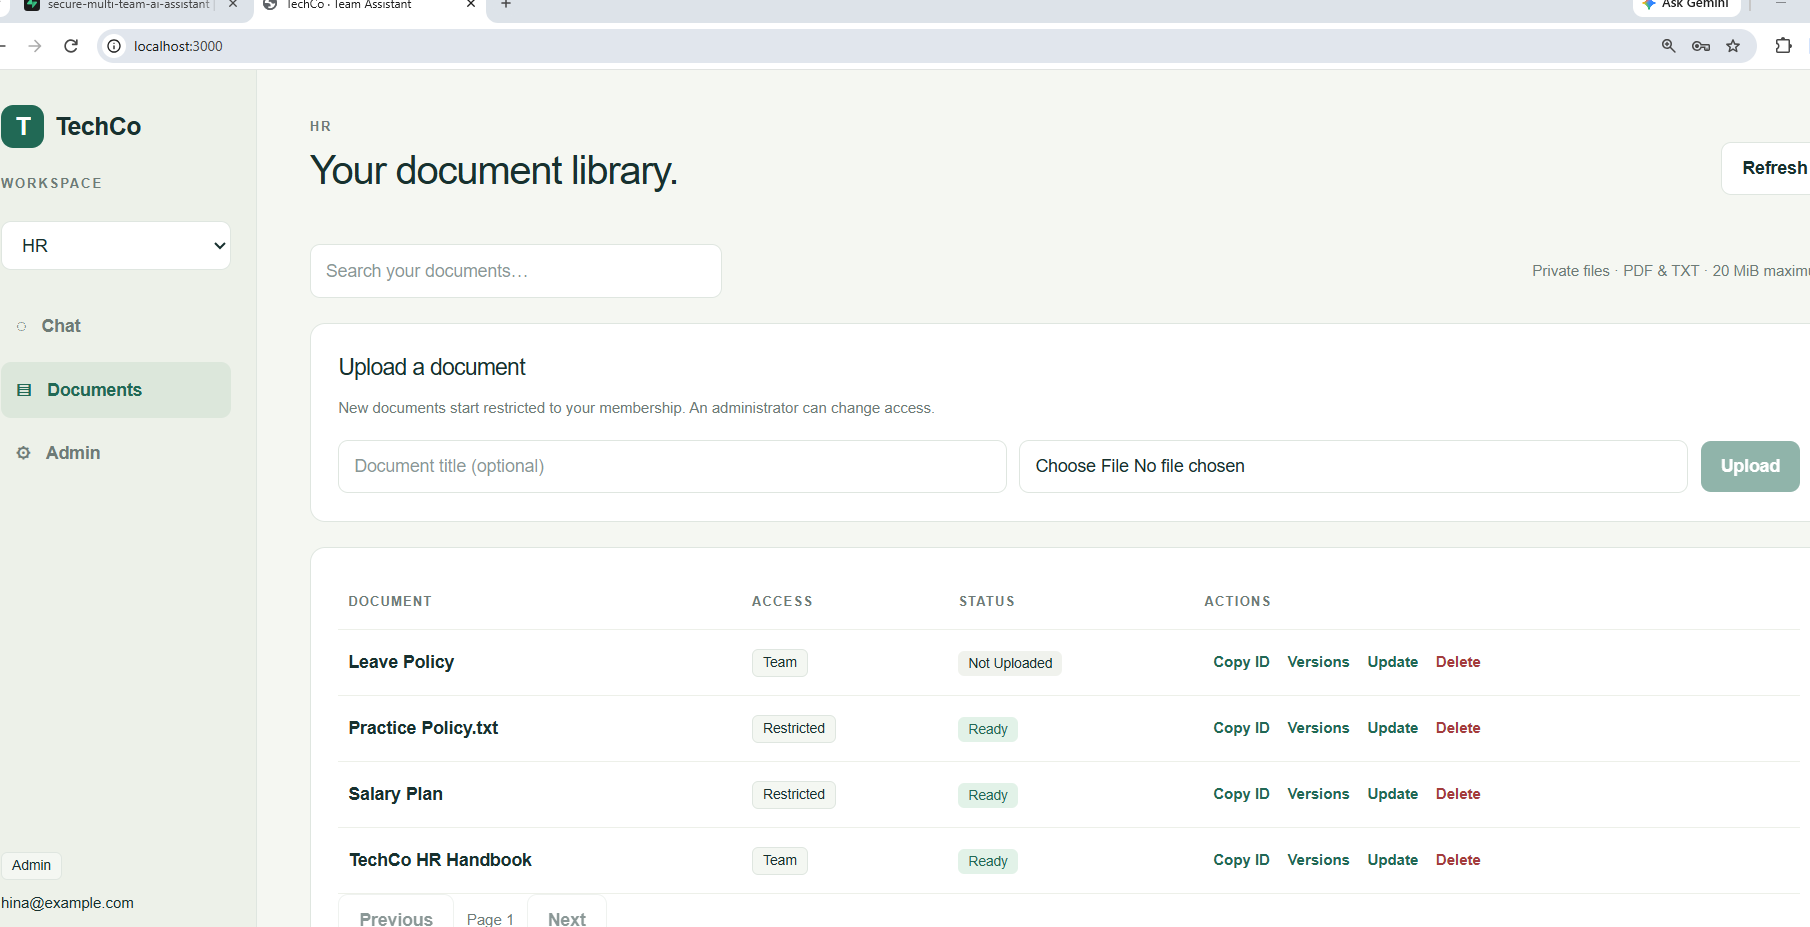 secure-multi-team-ai-assistant
TechCo · Team Assistant
Ask Gemini
localhost:3000
T TechCo
WORKSPACE
HR
Chat
Documents
Admin
Admin
hina@example.com
HR
Your document library.
Refresh
Search your documents…
Private files · PDF & TXT · 20 MiB maximu
Upload a document
New documents start restricted to your membership. An administrator can change access.
Document title (optional) Choose File No file chosen Upload
DOCUMENT ACCESS STATUS ACTIONS
Leave Policy Team Not Uploaded Copy ID Versions Update Delete
Practice Policy.txt Restricted Ready Copy ID Versions Update Delete
Salary Plan Restricted Ready Copy ID Versions Update Delete
TechCo HR Handbook Team Ready Copy ID Versions Update Delete
Previous Page 1 Next